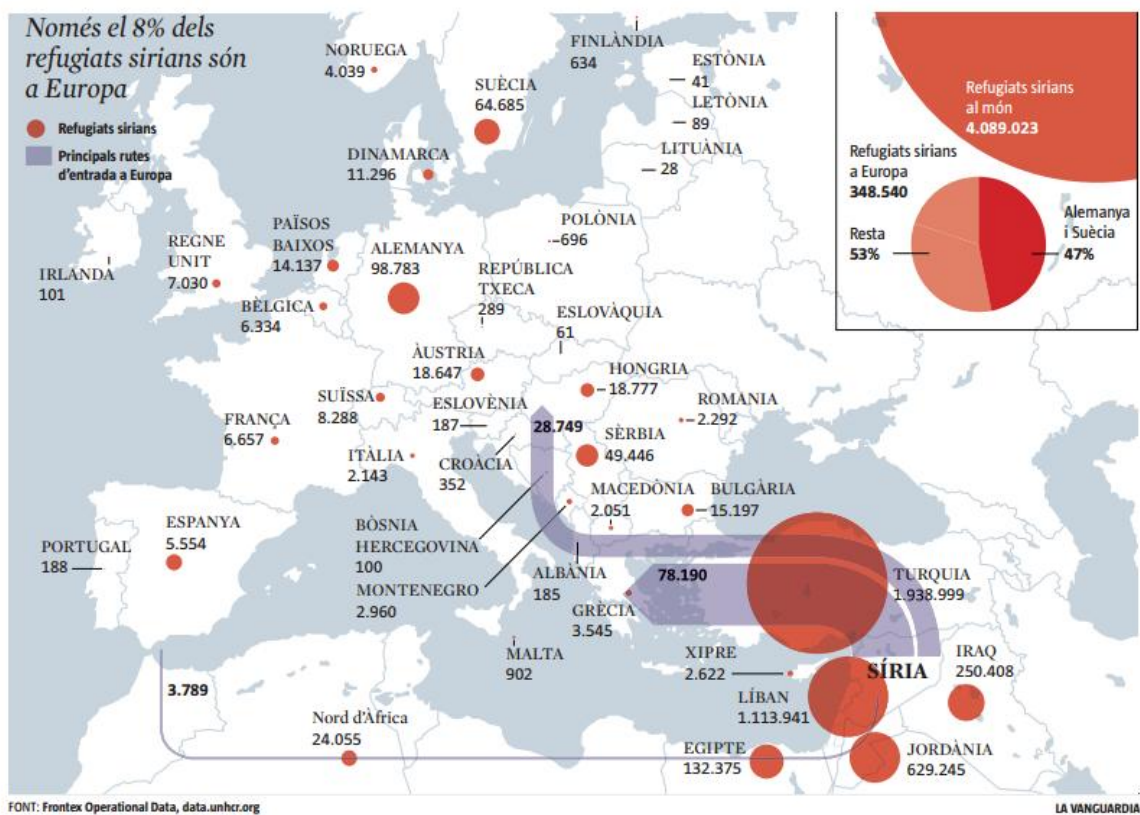 Només el 8% dels
refugiats sirians són
a Europa
Refugiats sirians
Principals rutes
d'entrada a Europa
NORUEGA
4.039
FINLÀNDIA
634
SUÈCIA
64.685
ESTÒNIA
41
LETÒNIA
89
LITUÀNIA
28
DINAMARCA
11.296
Refugiats sirians
al món
4.089.023
Refugiats sirians
a Europa
348.540
Resta
53%
Alemanya
i Suècia
47%
IRLANDA
101
REGNE
UNIT
7.030
PAÏSOS
BAIXOS
14.137
BÈLGICA
6.334
ALEMANYA
98.783
POLÒNIA
696
REPÚBLICA
TXECA
289
ESLOVÀQUIA
61
ÀUSTRIA
18.647
HONGRIA
18.777
SUÏSSA
8.288
ESLOVÈNIA
187
28.749
ROMANIA
2.292
FRANÇA
6.657
ITÀLIA
2.143
CROÀCIA
352
SÈRBIA
49.446
MACEDÒNIA
2.051
BULGÀRIA
15.197
PORTUGAL
188
ESPANYA
5.554
BÒSNIA
HERCEGOVINA
100
MONTENEGRO
2.960
ALBÀNIA
185
78.190
GRÈCIA
3.545
TURQUIA
1.938.999
MALTA
902
XIPRE
2.622
SÍRIA
IRAQ
250.408
LÍBAN
1.113.941
3.789
Nord d'Àfrica
24.055
EGIPTE
132.375
JORDÀNIA
629.245
FONT: Frontex Operational Data, data.unhcr.org
LA VANGUARDIA